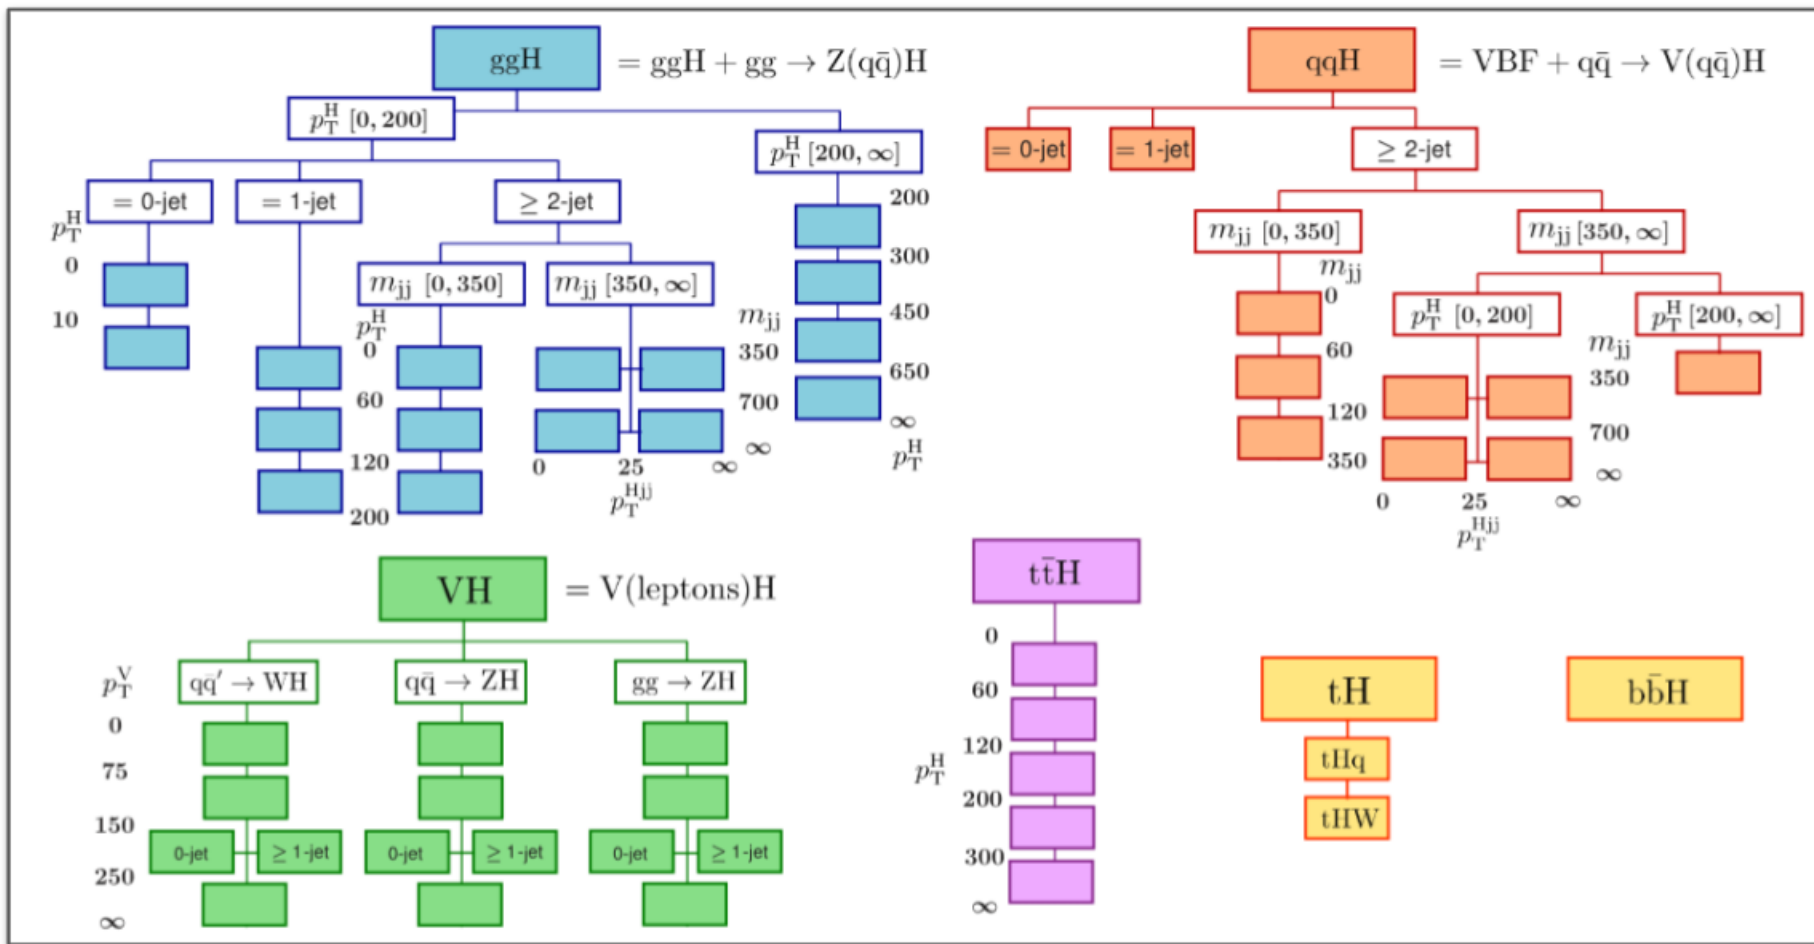 ggH = ggH + gg → Z(qq̄)H
p_T^H [0, 200]
p_T^H [200, ∞]
= 0-jet
= 1-jet
≥ 2-jet
p_T^H
0
10
m_jj [0, 350]
m_jj [350, ∞]
p_T^H
0
60
120
200
m_jj
350
700
∞
0 25 ∞
p_T^Hjj
200
300
450
650
∞
p_T^H
qqH = VBF + qq̄ → V(qq̄)H
= 0-jet
= 1-jet
≥ 2-jet
m_jj [0, 350]
m_jj [350, ∞]
m_jj
0
60
120
350
p_T^H [0, 200]
p_T^H [200, ∞]
m_jj
350
700
∞
0 25 ∞
p_T^Hjj
VH = V(leptons)H
qq̄′ → WH
qq̄ → ZH
gg → ZH
p_T^V
0
75
150
250
∞
0-jet ≥ 1-jet
0-jet ≥ 1-jet
0-jet ≥ 1-jet
tt̄H
0
60
120
p_T^H
200
300
∞
tH
tHq
tHW
bb̄H